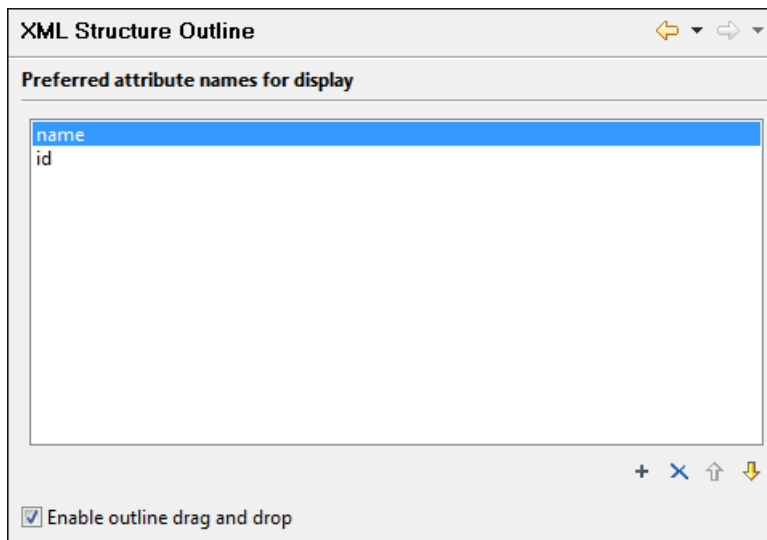 XML Structure Outline
Preferred attribute names for display
name
id
Enable outline drag and drop